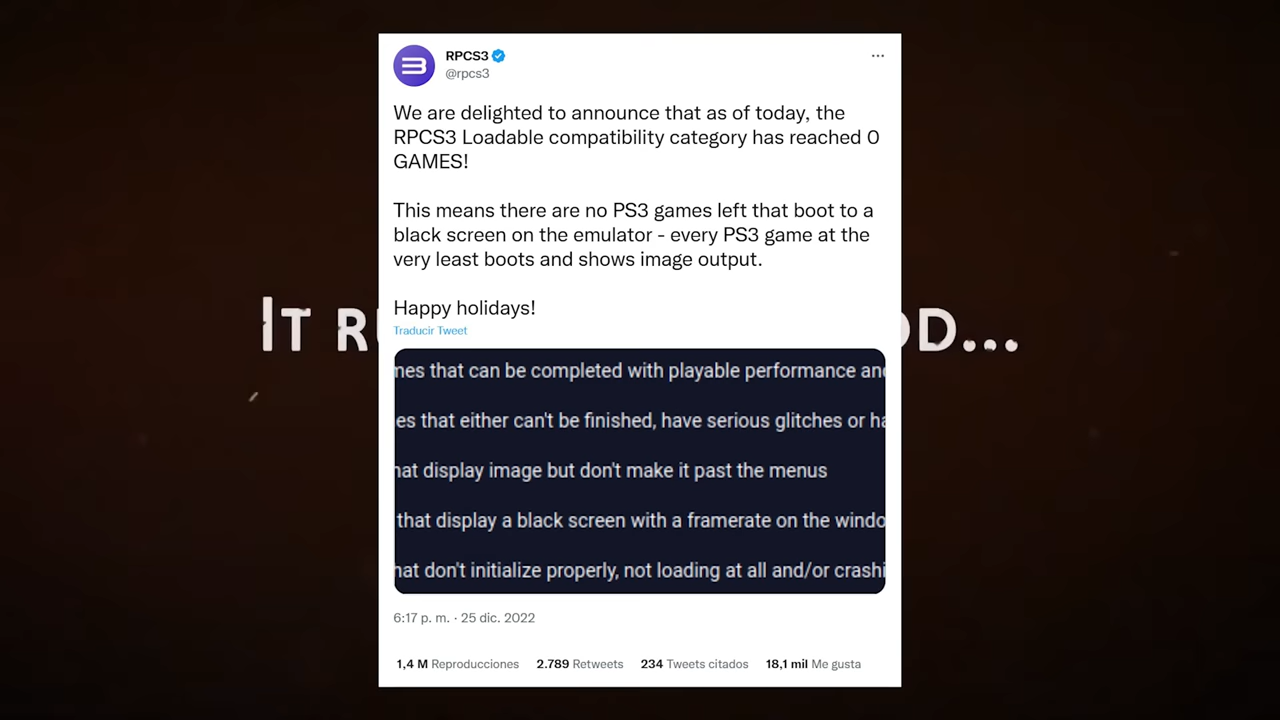 RPCS3
@rpcs3
We are delighted to announce that as of today, the
RPCS3 Loadable compatibility category has reached 0
GAMES!
This means there are no PS3 games left that boot to a
black screen on the emulator - every PS3 game at the
very least boots and shows image output.
Happy holidays!
Traducir Tweet
IT R
OD...
mes that can be completed with playable performance and
es that either can't be finished, have serious glitches or ha
hat display image but don't make it past the menus
that display a black screen with a framerate on the windo
hat don't initialize properly, not loading at all and/or crashi
6:17 p. m. · 25 dic. 2022
1,4 M Reproducciones 2.789 Retweets 234 Tweets citados 18,1 mil Me gusta